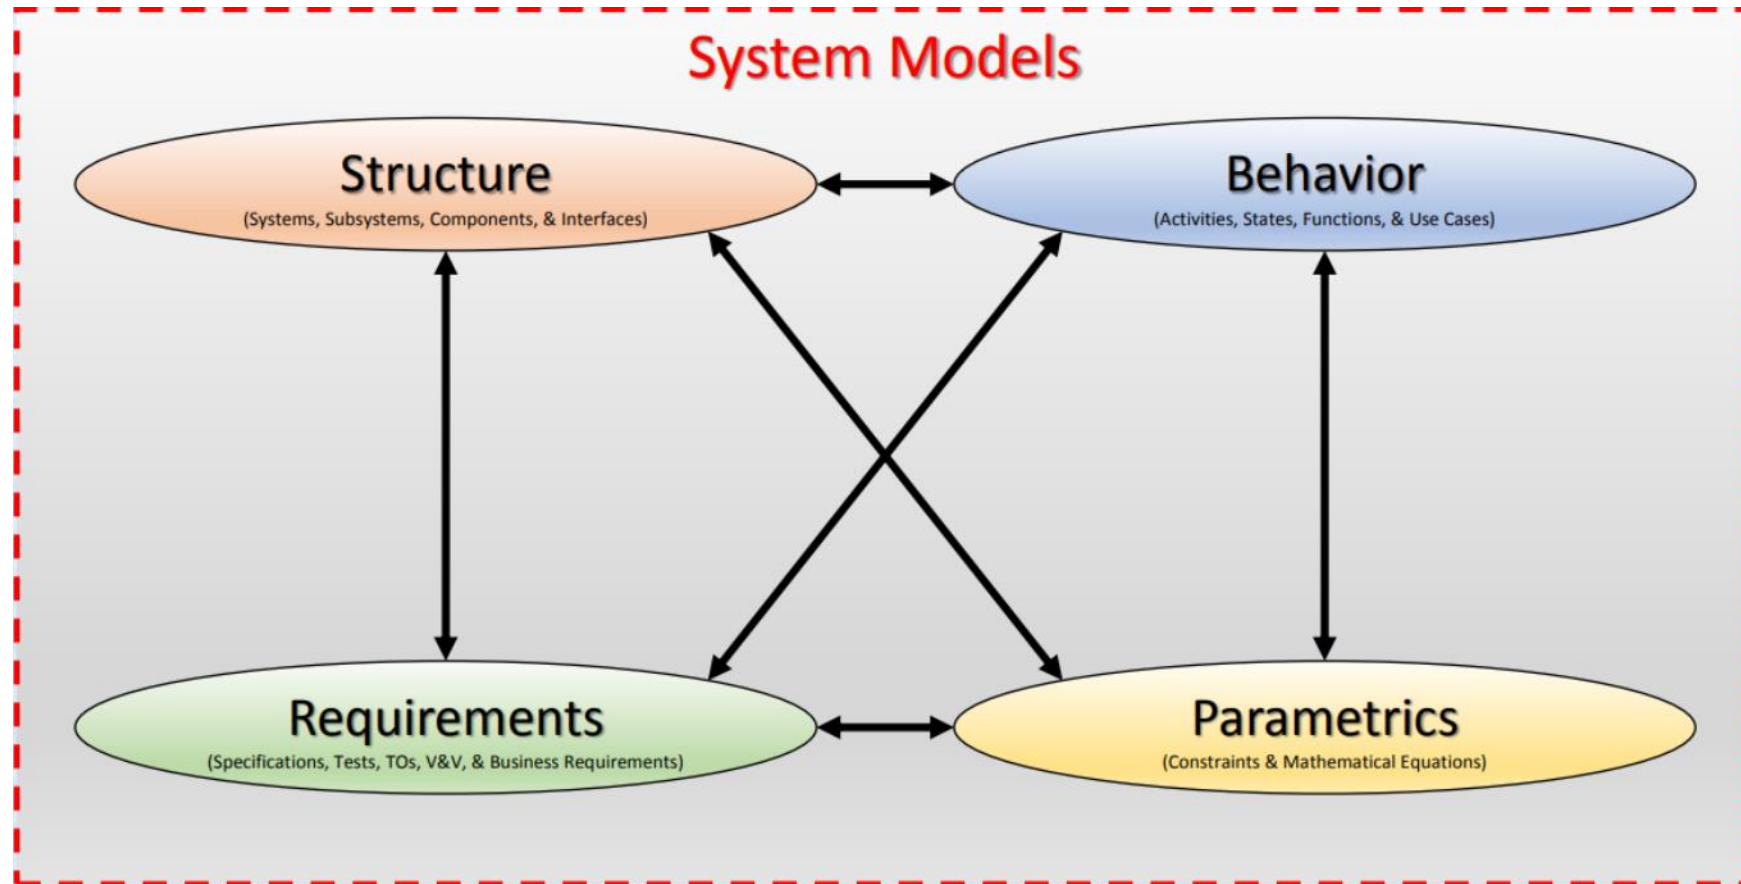 System Models
Structure
(Systems, Subsystems, Components, & Interfaces)
Behavior
(Activities, States, Functions, & Use Cases)
Requirements
(Specifications, Tests, TOs, V&V, & Business Requirements)
Parametrics
(Constraints & Mathematical Equations)